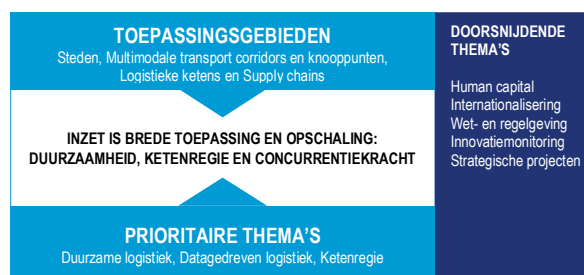 TOEPASSINGSGEBIEDEN
Steden, Multimodale transport corridors en knooppunten,
Logistieke ketens en Supply chains
INZET IS BREDE TOEPASSING EN OPSCHALING:
DUURZAAMHEID, KETENREGIE EN CONCURRENTIEKRACHT
PRIORITAIRE THEMA'S
Duurzame logistiek, Datagedreven logistiek, Ketenregie
DOORSNIJDENDE
THEMA'S
Human capital
Internationalisering
Wet- en regelgeving
Innovatiemonitoring
Strategische projecten